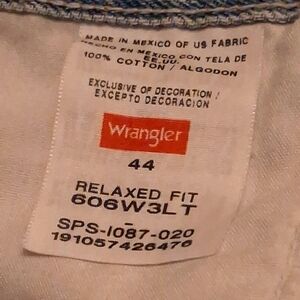 MADE IN MEXICO OF US FABRIC
HECHO EN MEXICO CON TELA DE
EE.UU.
100% COTTON / ALGODON
EXCLUSIVE OF DECORATION /
EXCEPTO DECORACIÓN
Wrangler
44
RELAXED FIT
606W3LT
SPS-1087-020
191057426476